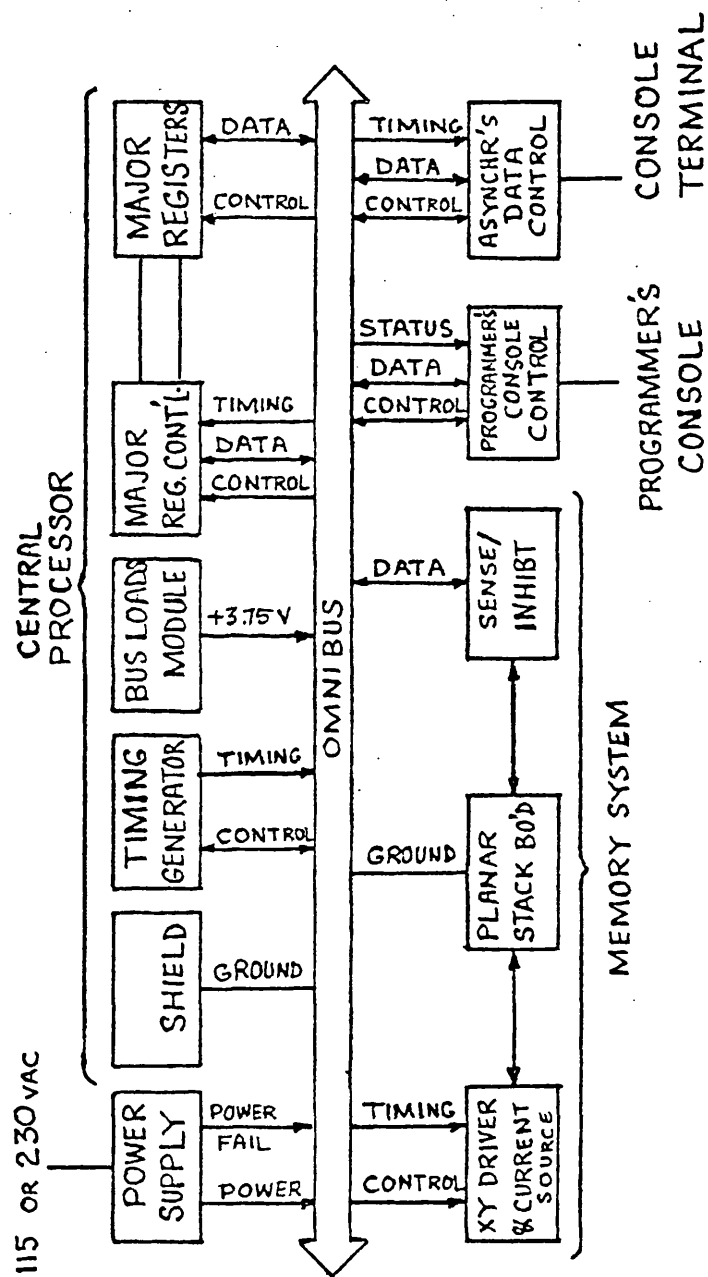 115 OR 230 VAC
CENTRAL
PROCESSOR
POWER
SUPPLY
SHIELD
TIMING
GENERATOR
BUS LOADS
MODULE
MAJOR
REG. CONT'L.
MAJOR
REGISTERS
POWER
POWER
FAIL
GROUND
CONTROL
TIMING
+3.75 V
CONTROL
DATA
TIMING
CONTROL
DATA
OMNIBUS
CONTROL
TIMING
GROUND
DATA
CONTROL
DATA
STATUS
CONTROL
DATA
TIMING
XY DRIVER
& CURRENT
SOURCE
PLANAR
STACK BO'D
SENSE/
INHIBT
PROGRAMMER'S
CONSOLE
CONTROL
ASYNCHR'S
DATA
CONTROL
MEMORY SYSTEM
PROGRAMMER'S
CONSOLE
CONSOLE
TERMINAL